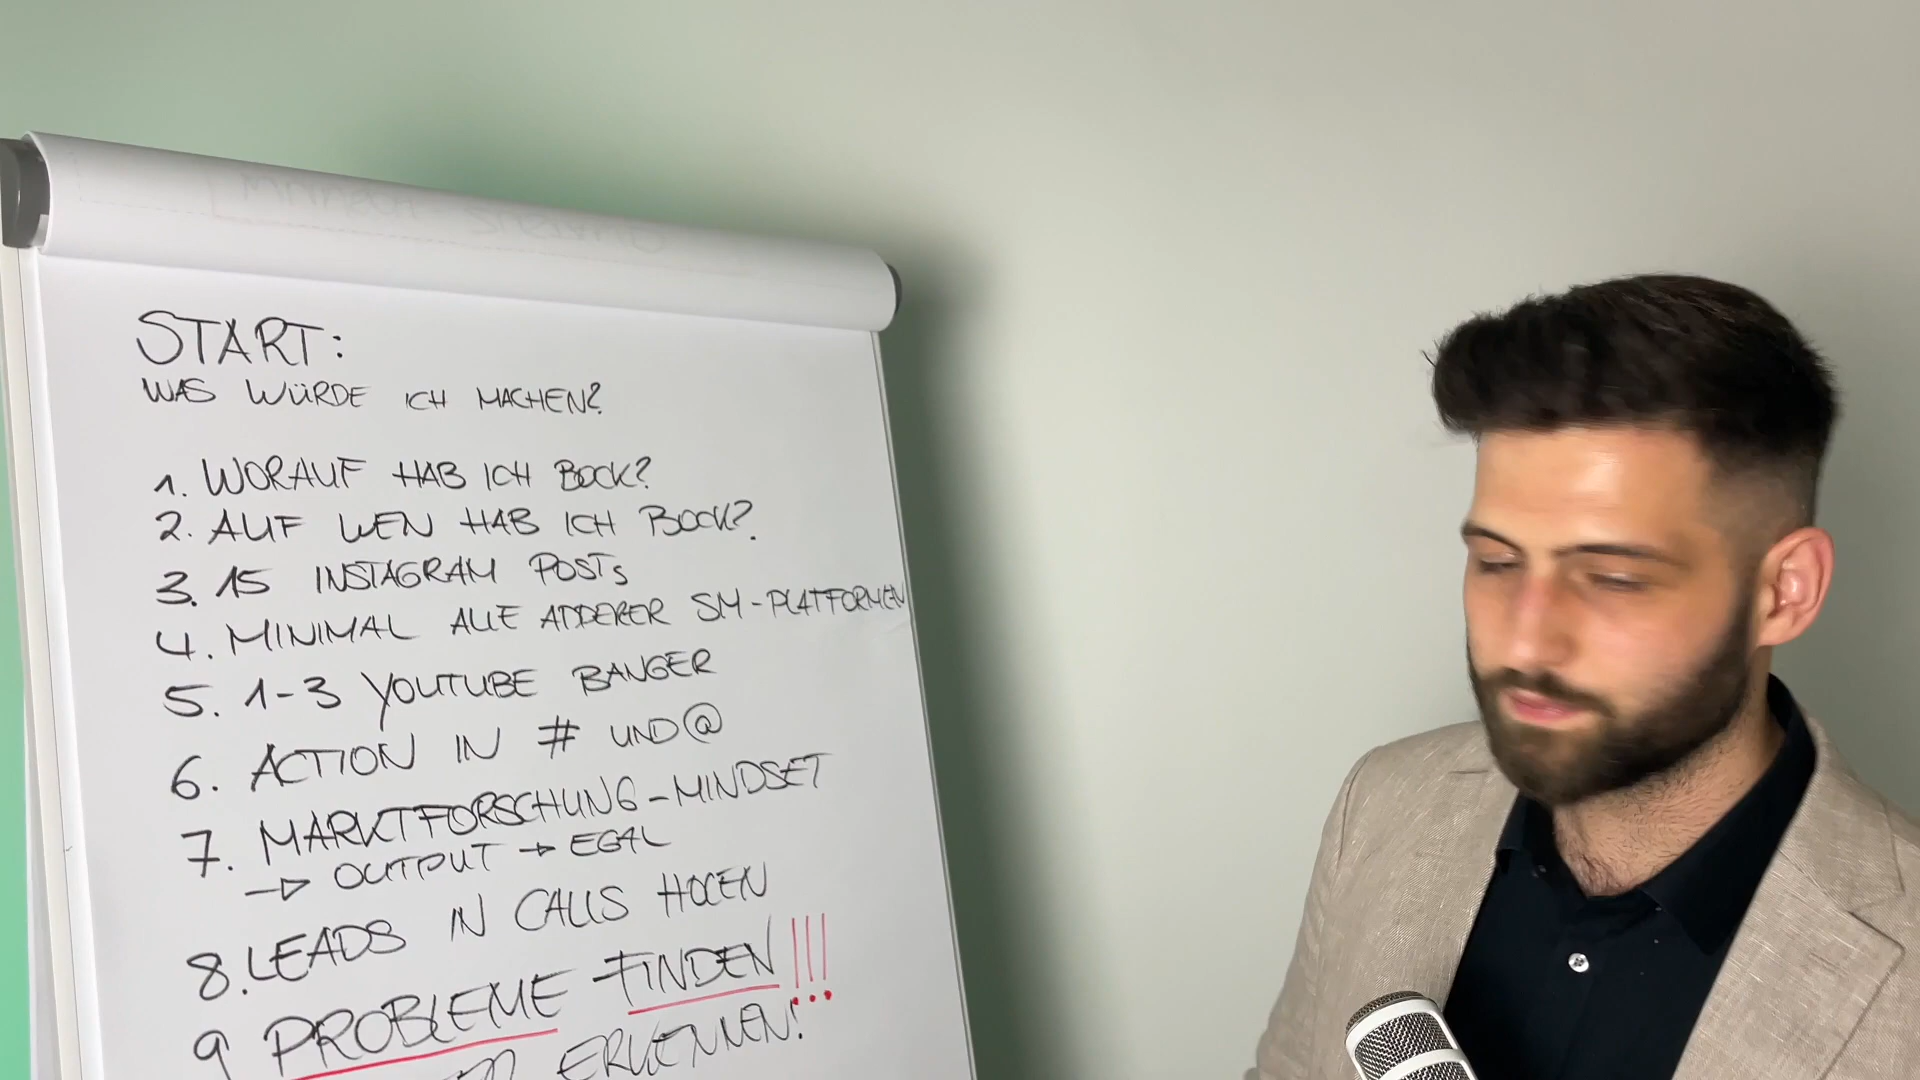 START:
WAS WÜRDE ICH MACHEN?
1. WORAUF HAB ICH BOCK?
2. AUF WEN HAB ICH BOCK?
3. 15 INSTAGRAM POSTs
4. MINIMAL ALLE ANDERER SM-PLATFORMEN
5. 1-3 YOUTUBE BANGER
6. ACTION IN # UND @
7. MARKTFORSCHUNG-MINDSET
→ OUTPUT → EGAL
8. LEADS IN CALLS HOLEN
9 PROBLEME FINDEN!!!
ERKENNEN!